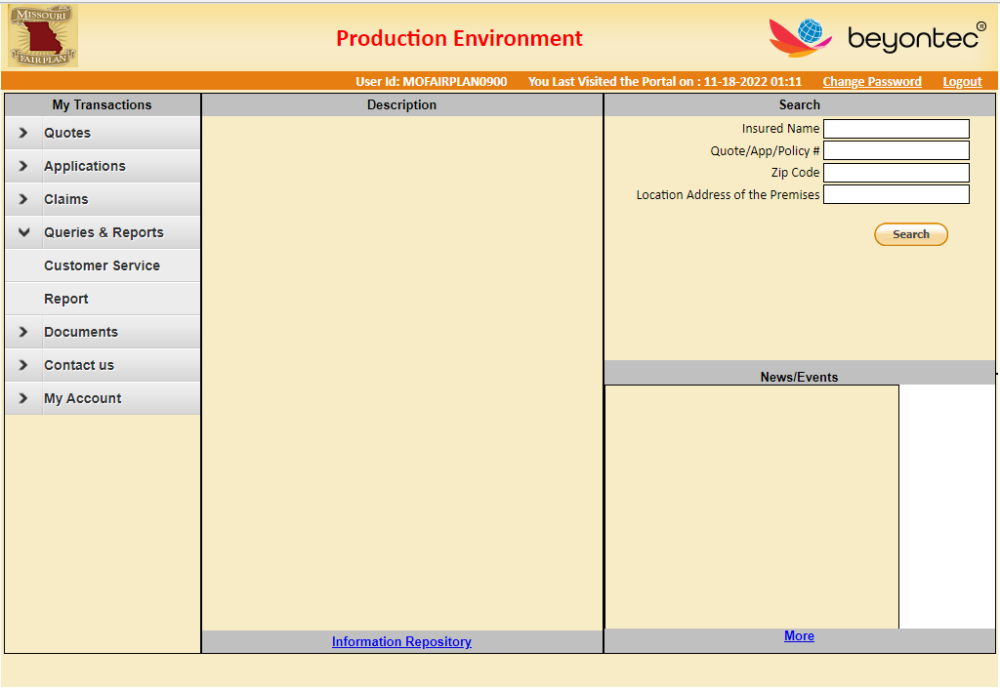 MISSOURI
FAIR PLAN
Production Environment
beyontec®
User Id: MOFAIRPLAN0900 You Last Visited the Portal on : 11-18-2022 01:11 Change Password Logout
My Transactions
Quotes
Applications
Claims
Queries & Reports
Customer Service
Report
Documents
Contact us
My Account
Description
Information Repository
Search
Insured Name
Quote/App/Policy #
Zip Code
Location Address of the Premises
Search
News/Events
More